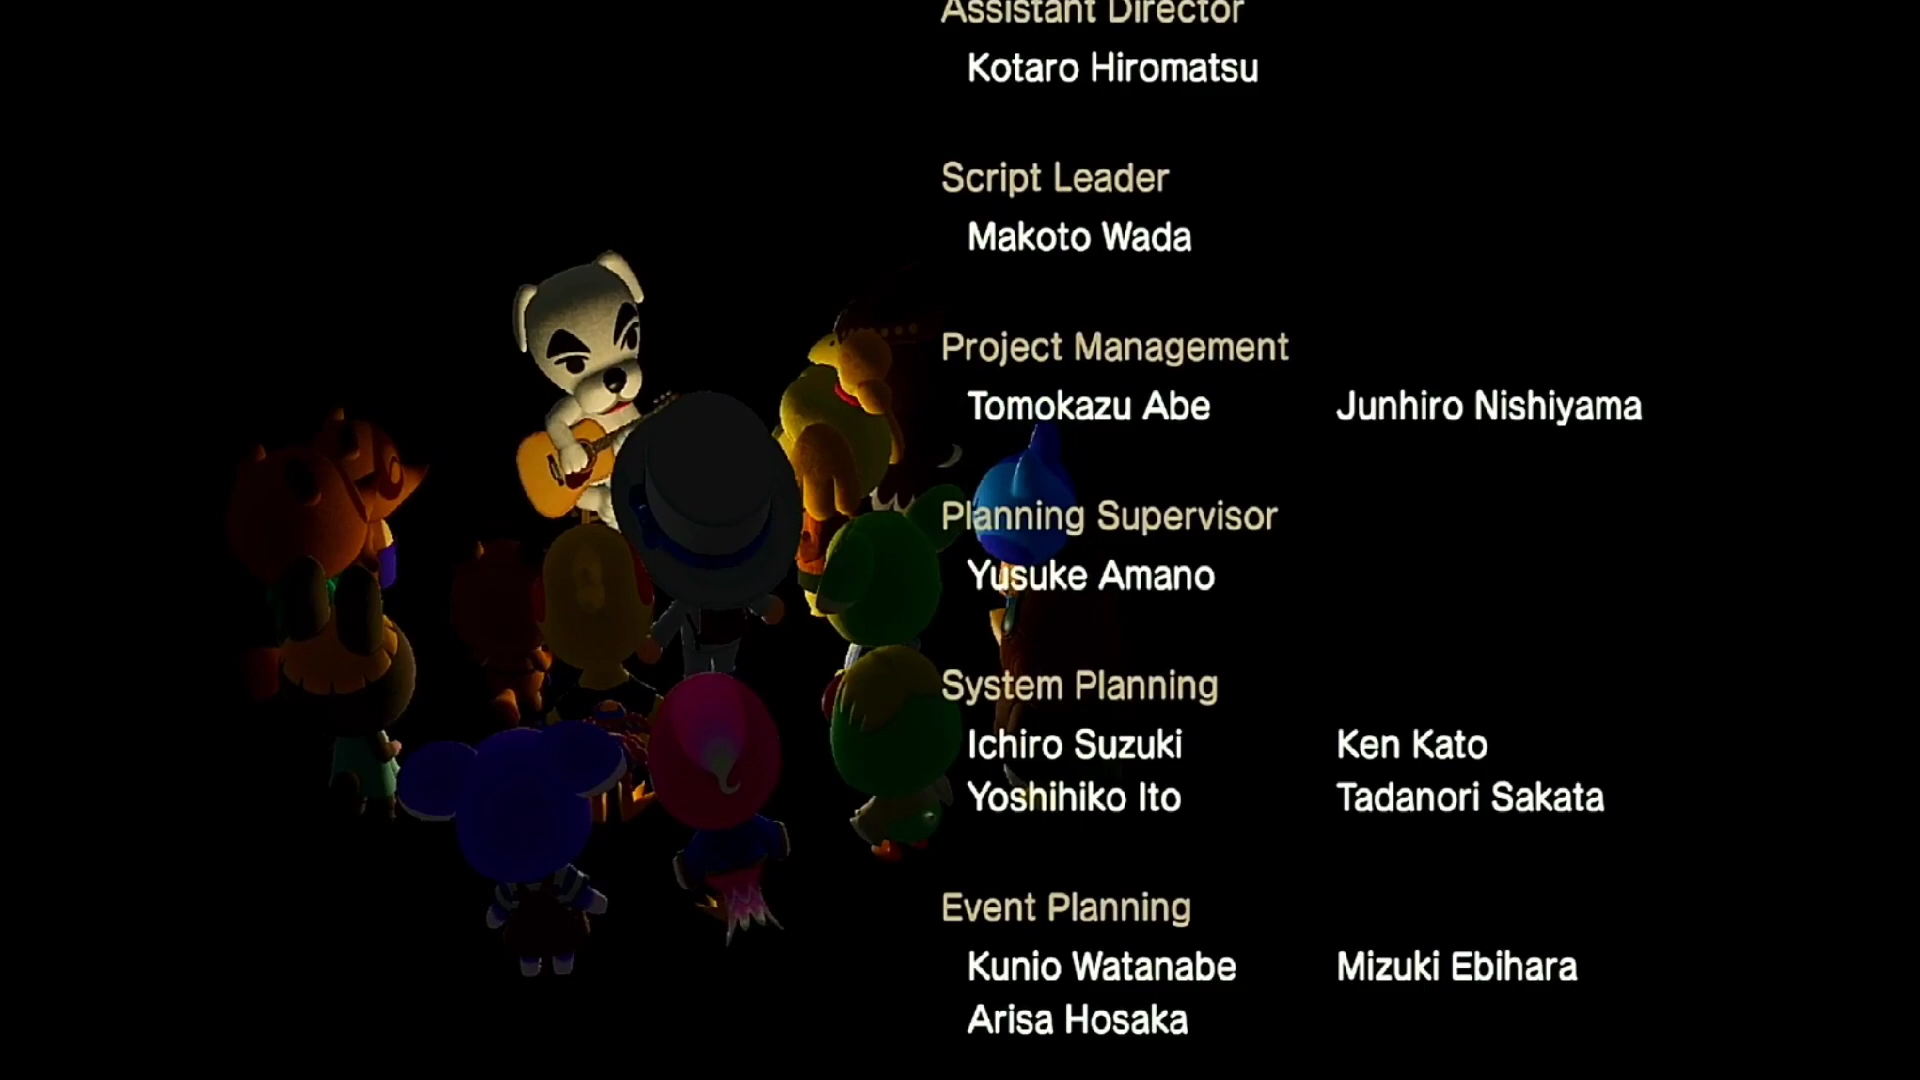 Assistant Director
Kotaro Hiromatsu
Script Leader
Makoto Wada
Project Management
Tomokazu Abe Junhiro Nishiyama
Planning Supervisor
Yusuke Amano
System Planning
Ichiro Suzuki Ken Kato
Yoshihiko Ito Tadanori Sakata
Event Planning
Kunio Watanabe Mizuki Ebihara
Arisa Hosaka